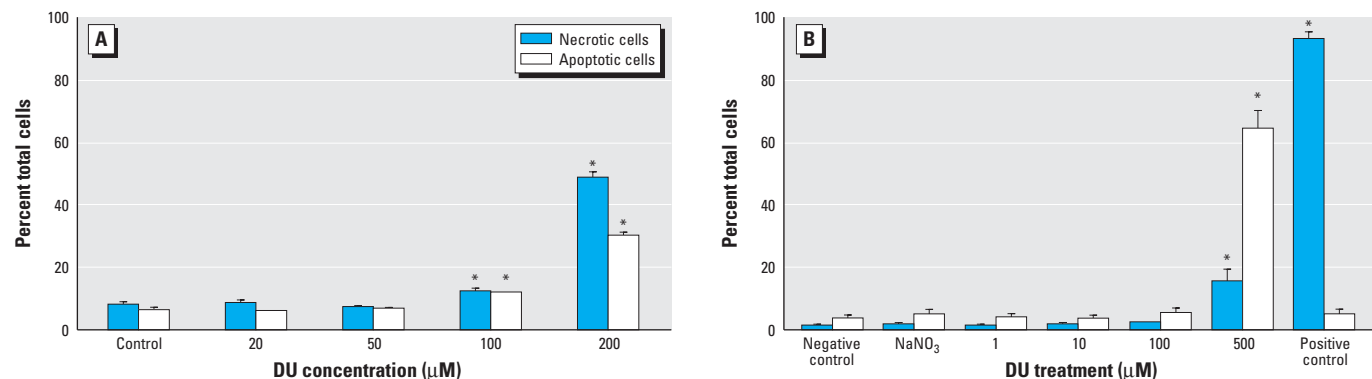 A
Necrotic cells
Apoptotic cells
Percent total cells
100
80
60
40
20
0
* * * *
Control 20 50 100 200
DU concentration (μM)
B
Percent total cells
100
80
60
40
20
0
* * *
Negative control NaNO₃ 1 10 100 500 Positive control
DU treatment (μM)